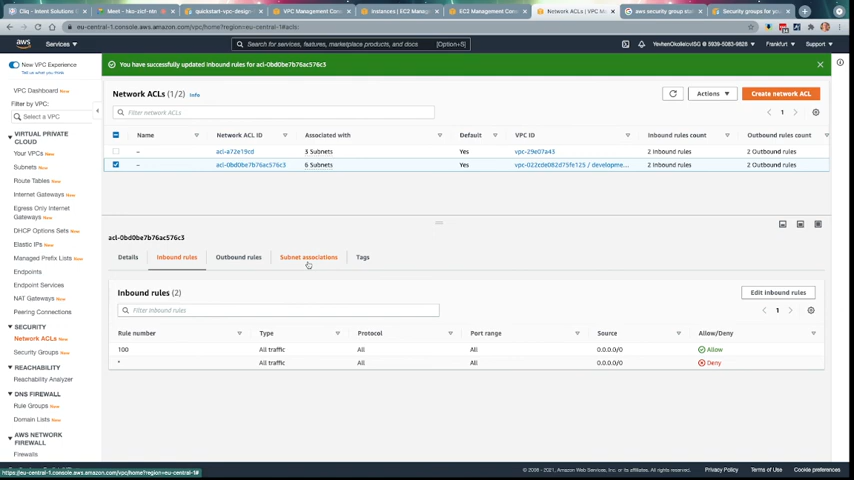 Cliq - Intent Solutions
Meet – hku-zict-ntm
quickstart-vpc-design
VPC Management Con
Instances | EC2 Manag
EC2 Management Con
Network ACLs | VPC M
aws security group sta
Security groups for yo
eu-central-1.console.aws.amazon.com/vpc/home?region=eu-central-1#acls:
aws
Services
Search for services, features, marketplace products, and docs
[Option+S]
Frankfurt
Support
New VPC Experience
Tell us what you think
You have successfully updated inbound rules for acl-0bd0be7b76ac576c3
VPC Dashboard New
Filter by VPC:
Select a VPC
VIRTUAL PRIVATE CLOUD
Your VPCs New
Subnets New
Route Tables New
Internet Gateways New
Egress Only Internet Gateways New
DHCP Options Sets New
Elastic IPs New
Managed Prefix Lists New
Endpoints
Endpoint Services
NAT Gateways New
Peering Connections
SECURITY
Network ACLs New
Security Groups New
REACHABILITY
Reachability Analyzer
DNS FIREWALL
Rule Groups New
Domain Lists New
AWS NETWORK FIREWALL
Firewalls
Network ACLs (1/2) Info
Actions
Create network ACL
Filter network ACLs
1
Name
Network ACL ID
Associated with
Default
VPC ID
Inbound rules count
Outbound rules count
– acl-a72e19cd 3 Subnets Yes vpc-29e07a43 2 Inbound rules 2 Outbound rules
– acl-0bd0be7b76ac576c3 6 Subnets Yes vpc-022cde082d75fe125 / developme... 2 Inbound rules 2 Outbound rules
acl-0bd0be7b76ac576c3
Details
Inbound rules
Outbound rules
Subnet associations
Tags
Inbound rules (2)
Edit inbound rules
Filter inbound rules
1
Rule number
Type
Protocol
Port range
Source
Allow/Deny
100 All traffic All All 0.0.0.0/0 Allow
* All traffic All All 0.0.0.0/0 Deny
https://eu-central-1.console.aws.amazon.com/vpc/home?region=eu-central-1#
© 2008 - 2021, Amazon Web Services, Inc. or its affiliates. All rights reserved.
Privacy Policy
Terms of Use
Cookie preferences